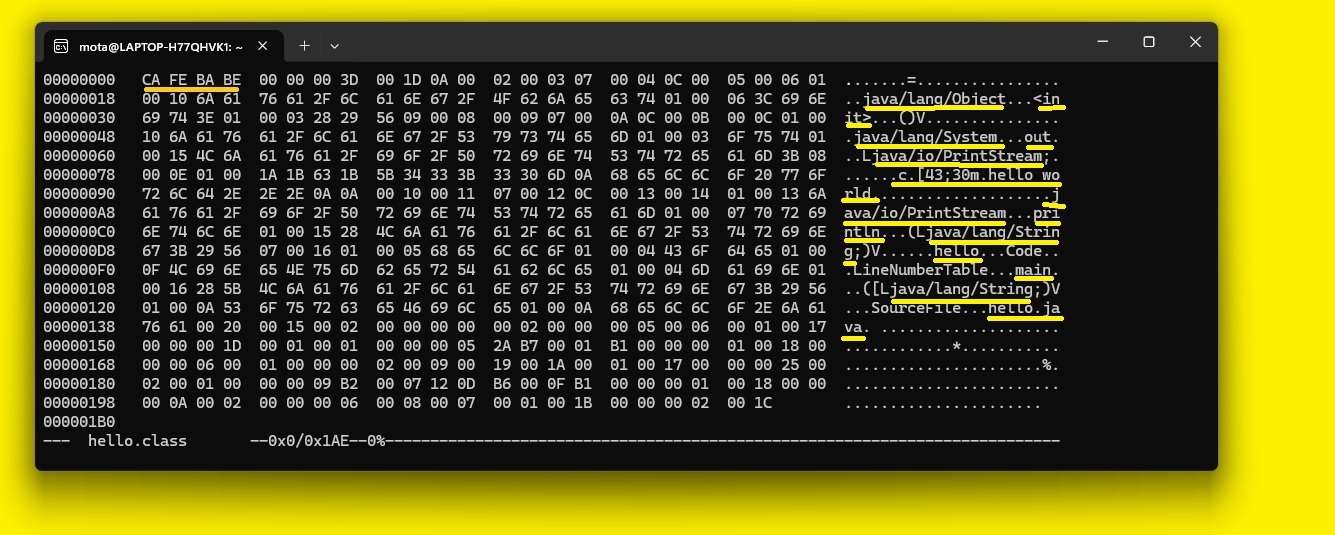 mota@LAPTOP-H77QHVK1: ~
00000000 CA FE BA BE 00 00 00 3D 00 1D 0A 00 02 00 03 07 00 04 0C 00 05 00 06 01 .......=................
00000018 00 10 6A 61 76 61 2F 6C 61 6E 67 2F 4F 62 6A 65 63 74 01 00 06 3C 69 6E ..java/lang/Object...<in
00000030 69 74 3E 01 00 03 28 29 56 09 00 08 00 09 07 00 0A 0C 00 0B 00 0C 01 00 it>...()V...............
00000048 10 6A 61 76 61 2F 6C 61 6E 67 2F 53 79 73 74 65 6D 01 00 03 6F 75 74 01 .java/lang/System...out.
00000060 00 15 4C 6A 61 76 61 2F 69 6F 2F 50 72 69 6E 74 53 74 72 65 61 6D 3B 08 ..Ljava/io/PrintStream;.
00000078 00 0E 01 00 1A 1B 63 1B 5B 34 33 3B 33 30 6D 0A 68 65 6C 6C 6F 20 77 6F ......c.[43;30m.hello wo
00000090 72 6C 64 2E 2E 2E 0A 0A 00 10 00 11 07 00 12 0C 00 13 00 14 01 00 13 6A rld....................j
000000A8 61 76 61 2F 69 6F 2F 50 72 69 6E 74 53 74 72 65 61 6D 01 00 07 70 72 69 ava/io/PrintStream...pri
000000C0 6E 74 6C 6E 01 00 15 28 4C 6A 61 76 61 2F 6C 61 6E 67 2F 53 74 72 69 6E ntln...(Ljava/lang/Strin
000000D8 67 3B 29 56 07 00 16 01 00 05 68 65 6C 6C 6F 01 00 04 43 6F 64 65 01 00 g;)V......hello...Code..
000000F0 0F 4C 69 6E 65 4E 75 6D 62 65 72 54 61 62 6C 65 01 00 04 6D 61 69 6E 01 .LineNumberTable...main.
00000108 00 16 28 5B 4C 6A 61 76 61 2F 6C 61 6E 67 2F 53 74 72 69 6E 67 3B 29 56 ..([Ljava/lang/String;)V
00000120 01 00 0A 53 6F 75 72 63 65 46 69 6C 65 01 00 0A 68 65 6C 6C 6F 2E 6A 61 ...SourceFile...hello.ja
00000138 76 61 00 20 00 15 00 02 00 00 00 00 00 02 00 00 00 05 00 06 00 01 00 17 va. ....................
00000150 00 00 00 1D 00 01 00 01 00 00 00 05 2A B7 00 01 B1 00 00 00 01 00 18 00 ............*...........
00000168 00 00 06 00 01 00 00 00 02 00 09 00 19 00 1A 00 01 00 17 00 00 00 25 00 ......................%.
00000180 02 00 01 00 00 00 09 B2 00 07 12 0D B6 00 0F B1 00 00 00 01 00 18 00 00 ........................
00000198 00 0A 00 02 00 00 00 06 00 08 00 07 00 01 00 1B 00 00 00 02 00 1C ......................
000001B0
--- hello.class --0x0/0x1AE--0%---------------------------------------------------------------------------